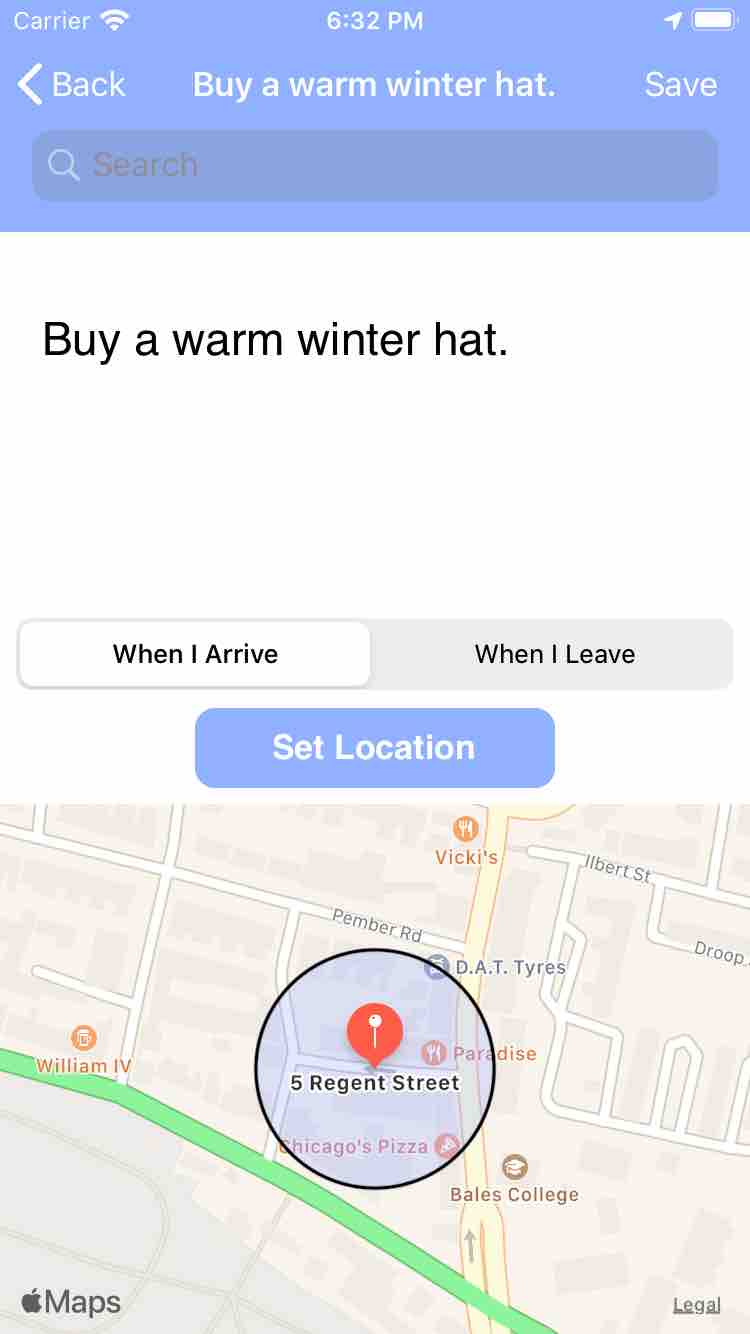 Carrier 6:32 PM
Back Buy a warm winter hat. Save
Search
Buy a warm winter hat.
When I Arrive When I Leave
Set Location
Vicki's
Ilbert St
Pember Rd
Droop
D.A.T. Tyres
Paradise
William IV
5 Regent Street
Chicago's Pizza
Bales College
Maps
Legal